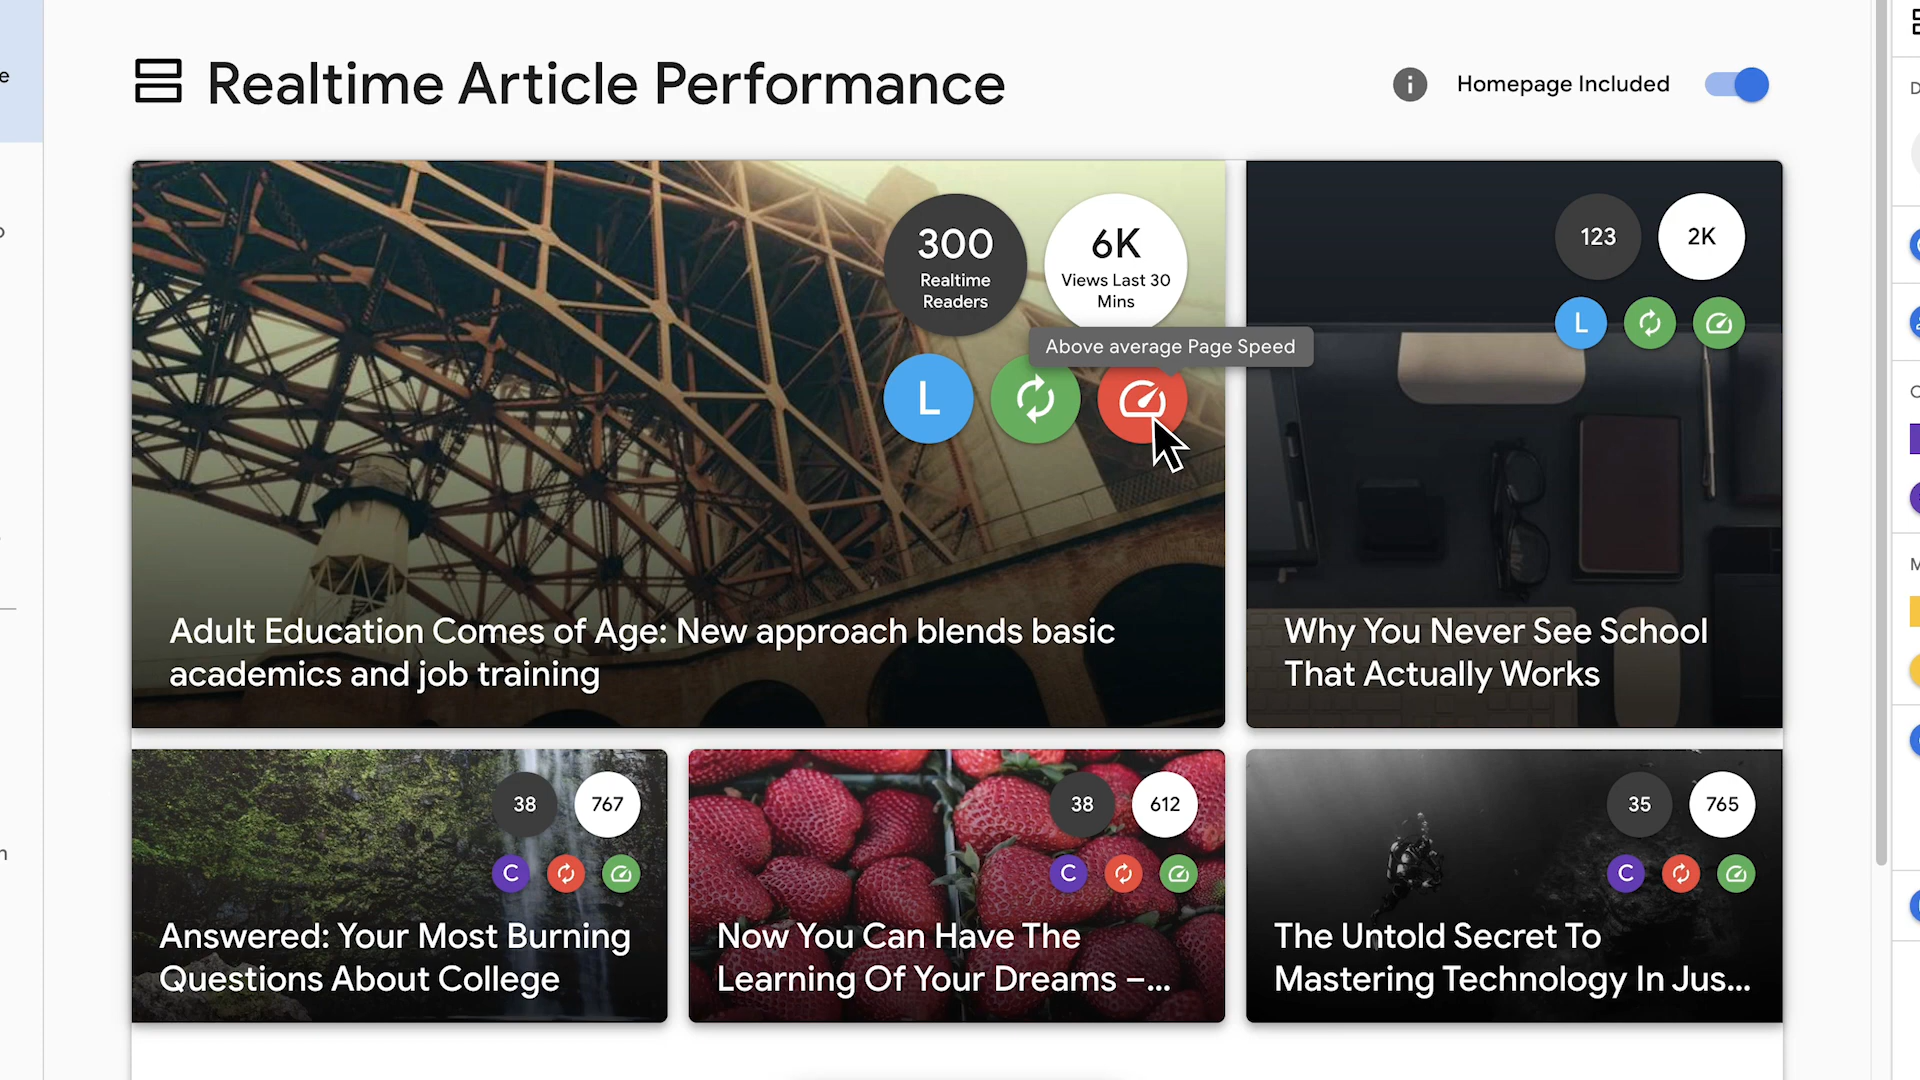 Realtime Article Performance
Homepage Included
300
Realtime
Readers
6K
Views Last 30
Mins
Above average Page Speed
L
Adult Education Comes of Age: New approach blends basic
academics and job training
123
2K
L
Why You Never See School
That Actually Works
38
767
C
Answered: Your Most Burning
Questions About College
38
612
C
Now You Can Have The
Learning Of Your Dreams –...
35
765
C
The Untold Secret To
Mastering Technology In Jus...